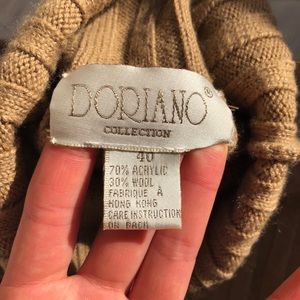 DORIANO®
COLLECTION
40
70% ACRYLIC
30% WOOL
FABRIQUE À
HONG KONG
CARE INSTRUCTION
ON BACK